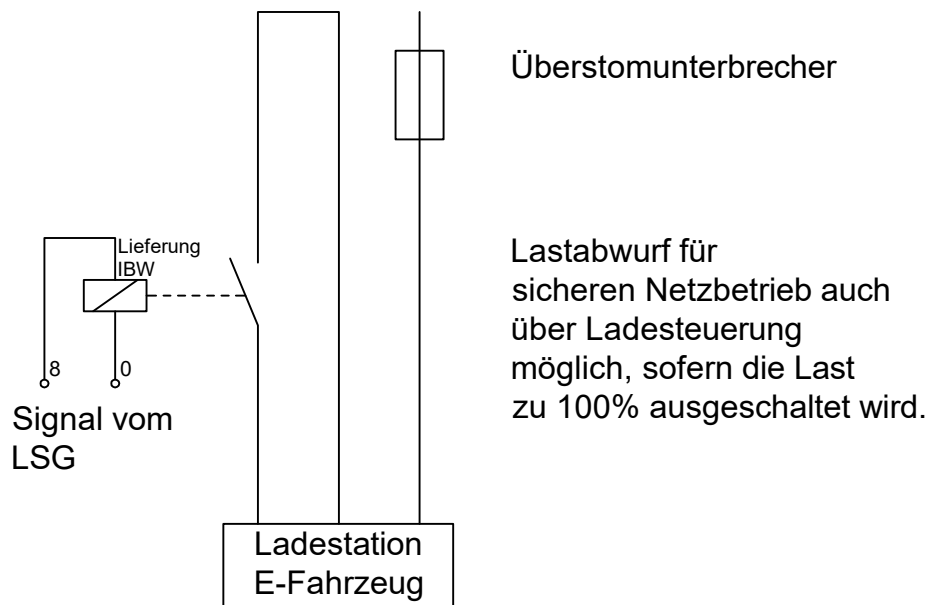 Überstomunterbrecher
Lieferung
IBW
8
0
Signal vom
LSG
Lastabwurf für
sicheren Netzbetrieb auch
über Ladesteuerung
möglich, sofern die Last
zu 100% ausgeschaltet wird.
Ladestation
E-Fahrzeug